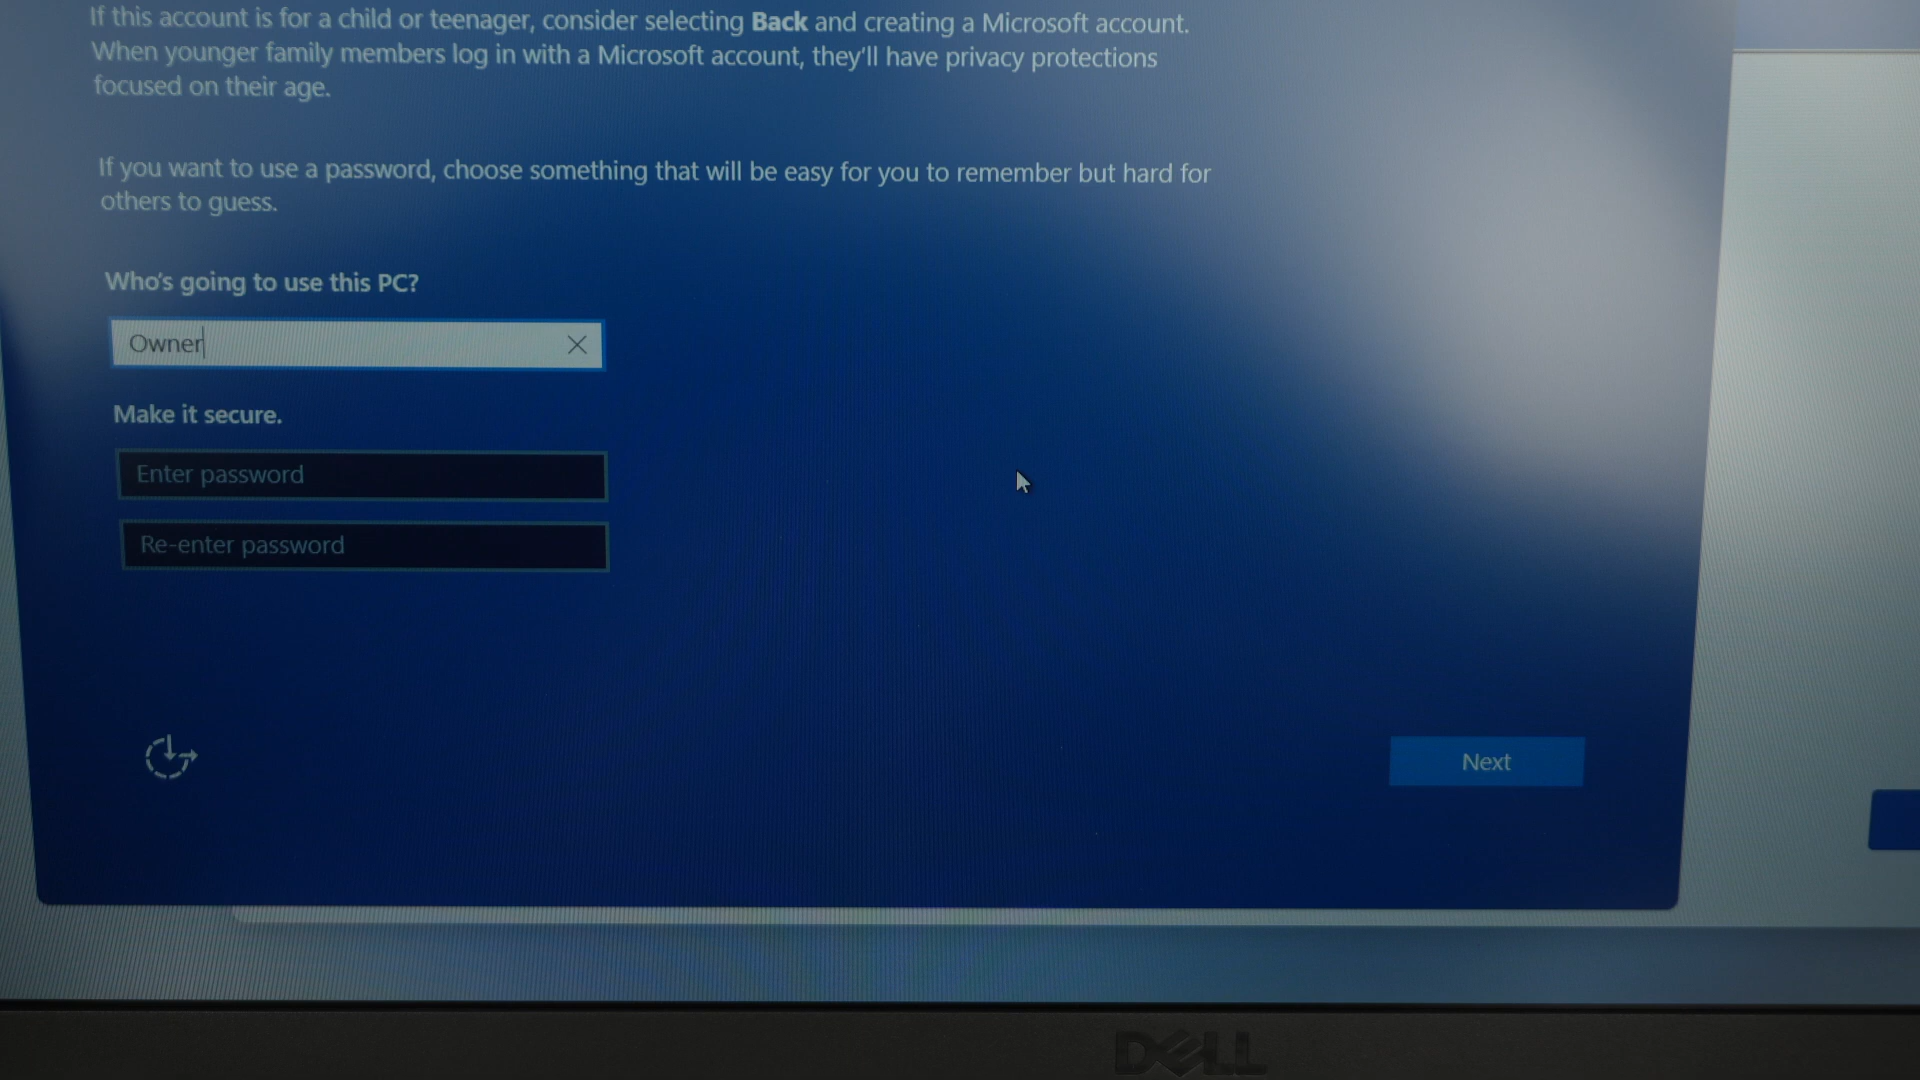 If this account is for a child or teenager, consider selecting Back and creating a Microsoft account.
When younger family members log in with a Microsoft account, they'll have privacy protections
focused on their age.
If you want to use a password, choose something that will be easy for you to remember but hard for
others to guess.
Who's going to use this PC?
Owner
Make it secure.
Enter password
Re-enter password
Next
DELL